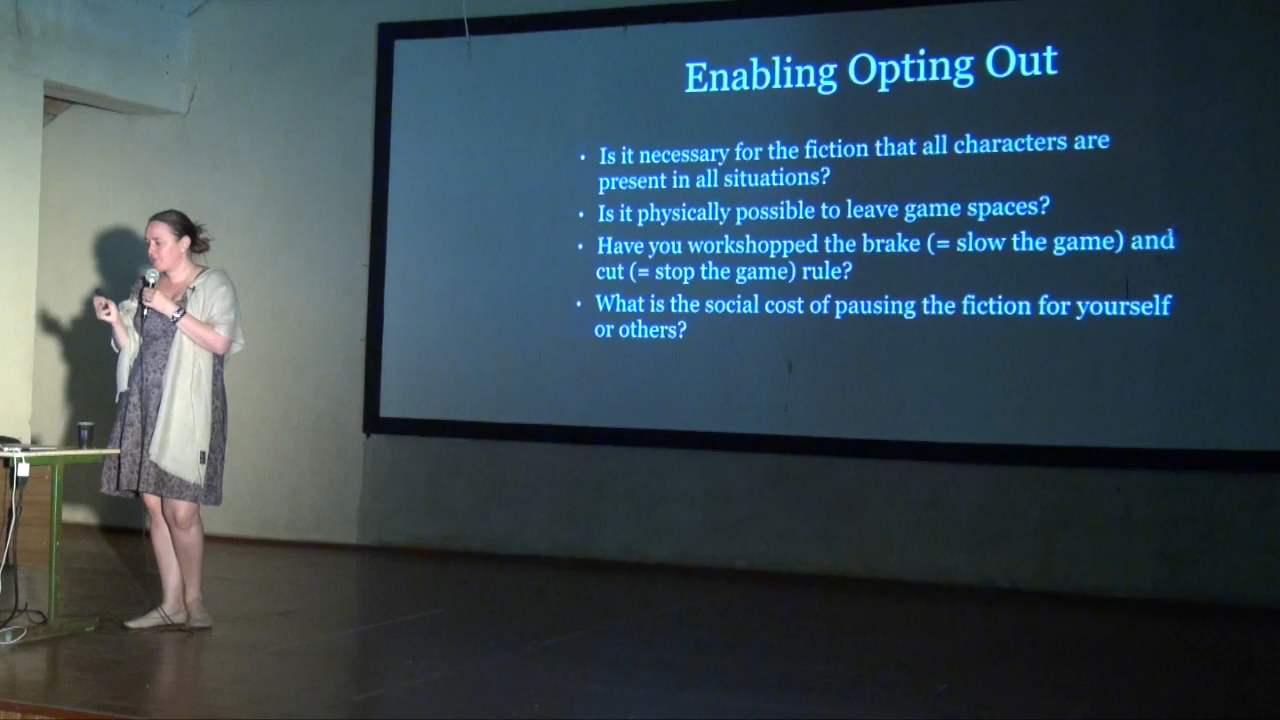 Enabling Opting Out
• Is it necessary for the fiction that all characters are
present in all situations?
• Is it physically possible to leave game spaces?
• Have you workshopped the brake (= slow the game) and
cut (= stop the game) rule?
• What is the social cost of pausing the fiction for yourself
or others?